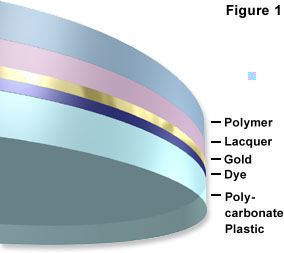 Figure 1
Polymer
Lacquer
Gold
Dye
Poly-
carbonate
Plastic